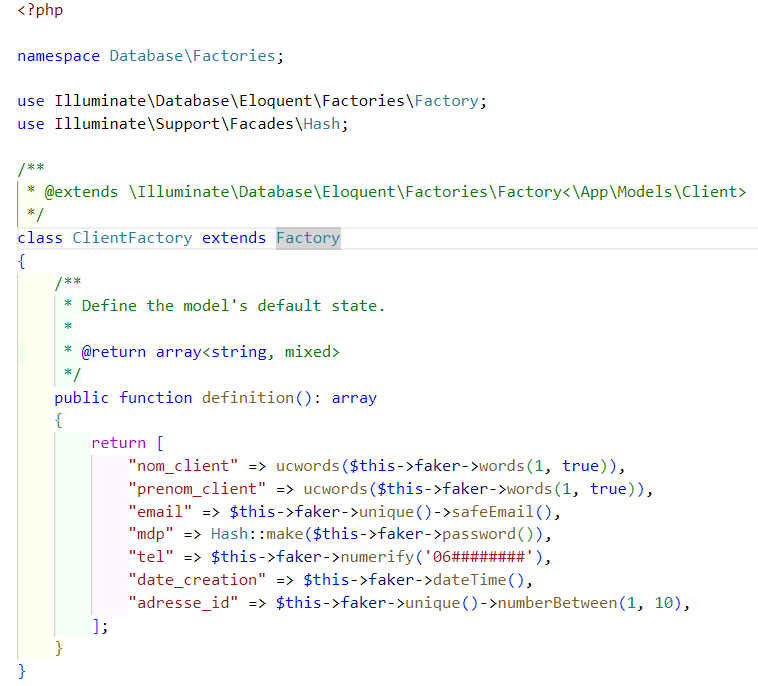 <?php
namespace Database\Factories;
use Illuminate\Database\Eloquent\Factories\Factory;
use Illuminate\Support\Facades\Hash;
/**
 * @extends \Illuminate\Database\Eloquent\Factories\Factory<\App\Models\Client>
 */
class ClientFactory extends Factory
{
    /**
     * Define the model's default state.
     *
     * @return array<string, mixed>
     */
    public function definition(): array
    {
        return [
            "nom_client" => ucwords($this->faker->words(1, true)),
            "prenom_client" => ucwords($this->faker->words(1, true)),
            "email" => $this->faker->unique()->safeEmail(),
            "mdp" => Hash::make($this->faker->password()),
            "tel" => $this->faker->numerify('06########'),
            "date_creation" => $this->faker->dateTime(),
            "adresse_id" => $this->faker->unique()->numberBetween(1, 10),
        ];
    }
}